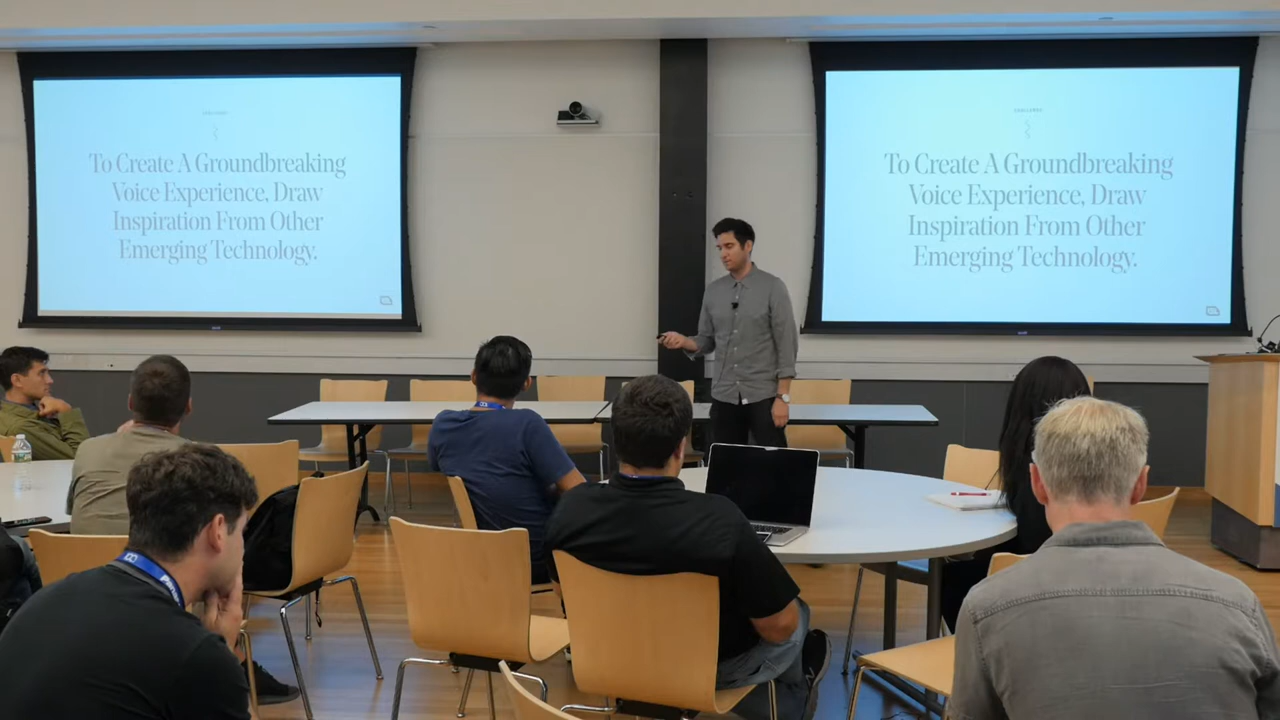 To Create A Groundbreaking
Voice Experience, Draw
Inspiration From Other
Emerging Technology.
To Create A Groundbreaking
Voice Experience, Draw
Inspiration From Other
Emerging Technology.